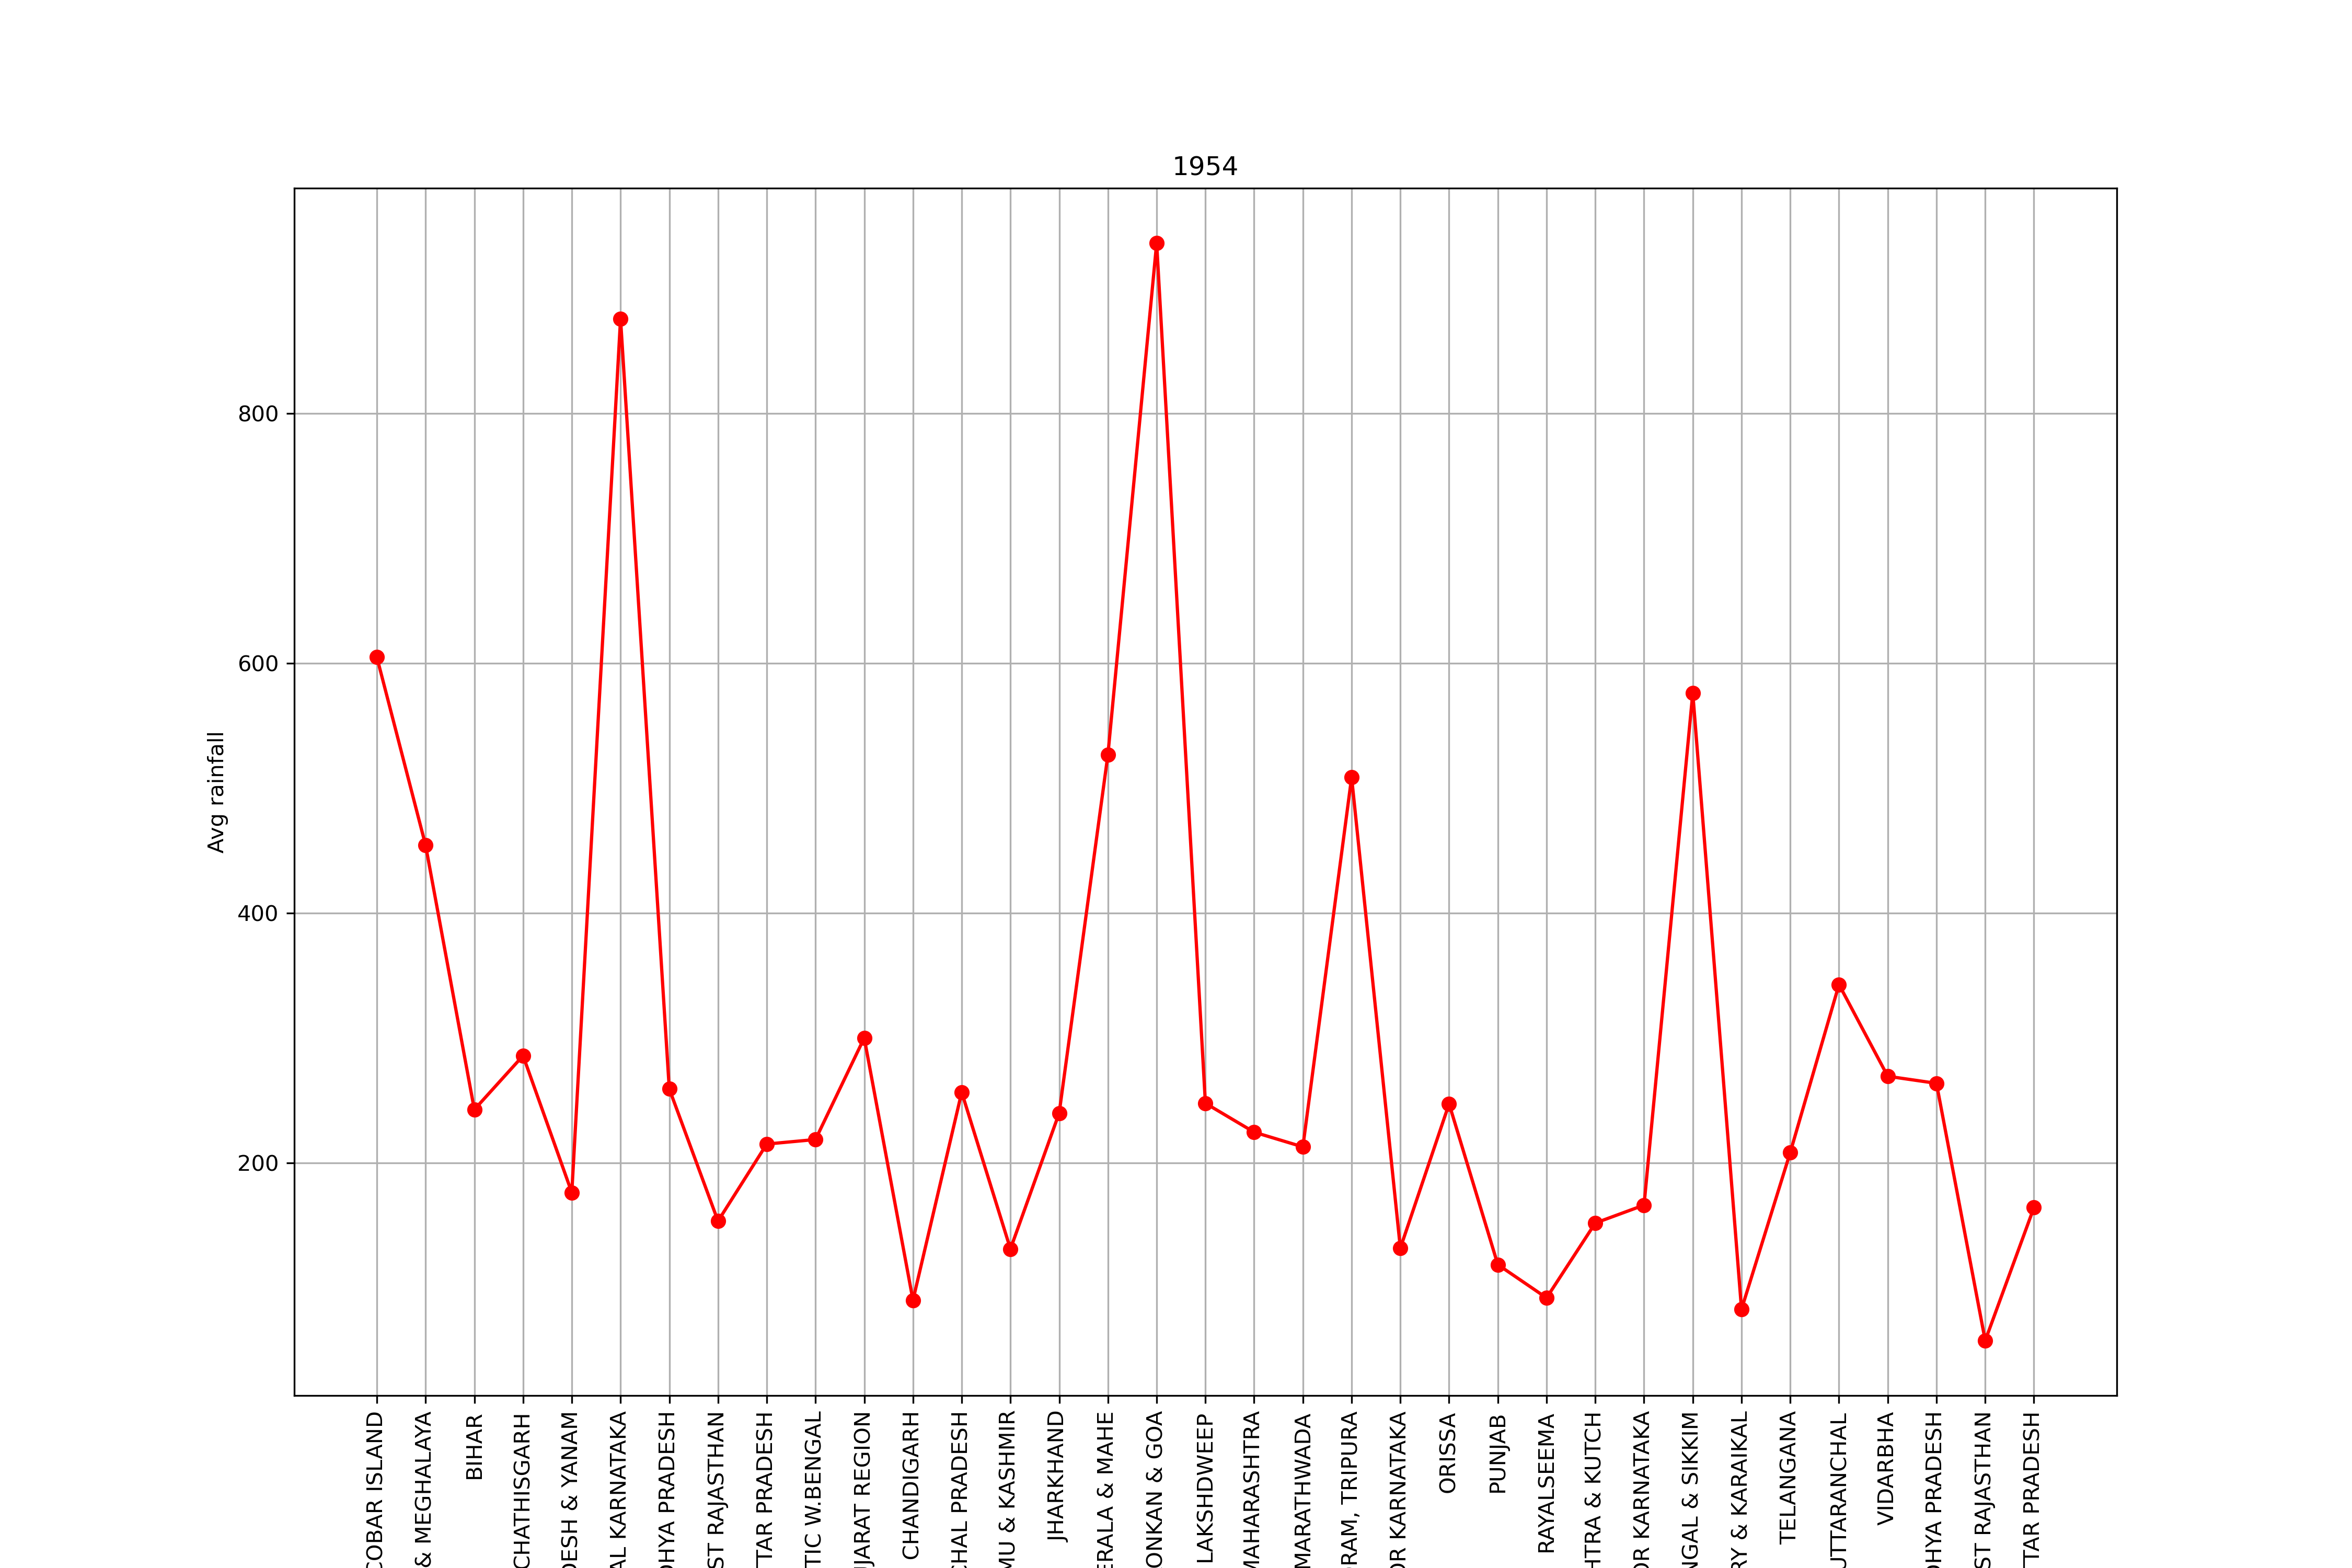 1954
Avg rainfall
800
600
400
200
COBAR ISLAND
& MEGHALAYA
BIHAR
CHATHISGARH
DESH & YANAM
AL KARNATAKA
DHYA PRADESH
ST RAJASTHAN
TTAR PRADESH
TIC W.BENGAL
JARAT REGION
CHANDIGARH
CHAL PRADESH
MU & KASHMIR
JHARKHAND
ERALA & MAHE
ONKAN & GOA
LAKSHDWEEP
MAHARASHTRA
MARATHWADA
RAM, TRIPURA
OR KARNATAKA
ORISSA
PUNJAB
RAYALSEEMA
HTRA & KUTCH
OR KARNATAKA
NGAL & SIKKIM
RY & KARAIKAL
TELANGANA
UTTARANCHAL
VIDARBHA
DHYA PRADESH
ST RAJASTHAN
TTAR PRADESH